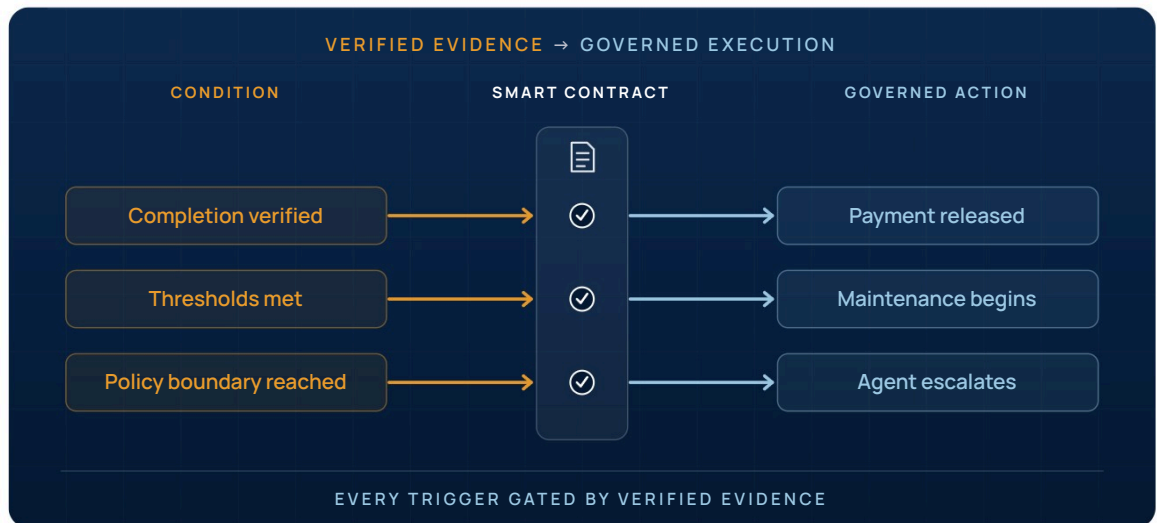 VERIFIED EVIDENCE → GOVERNED EXECUTION
CONDITION
SMART CONTRACT
GOVERNED ACTION
Completion verified
Payment released
Thresholds met
Maintenance begins
Policy boundary reached
Agent escalates
EVERY TRIGGER GATED BY VERIFIED EVIDENCE